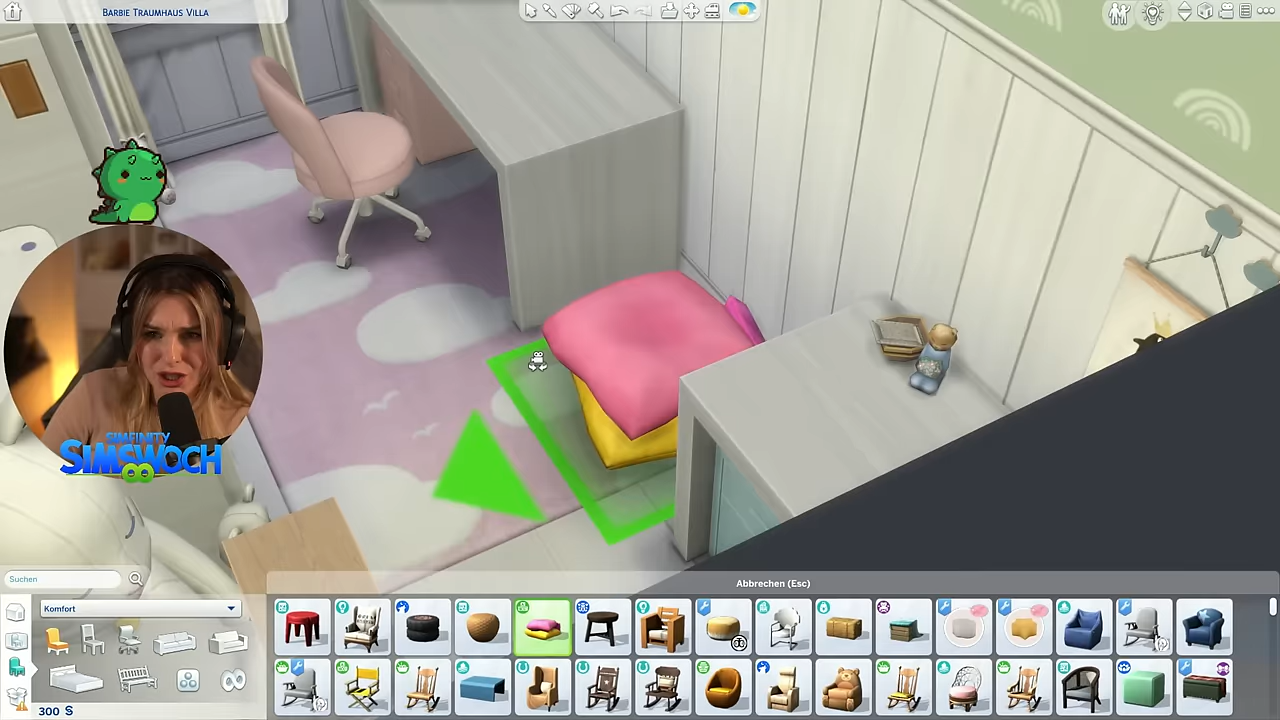 BARBIE TRAUMHAUS VILLA
SIMFINITY
SIMSWOCH
Abbrechen (Esc)
Suchen
Komfort
300 $